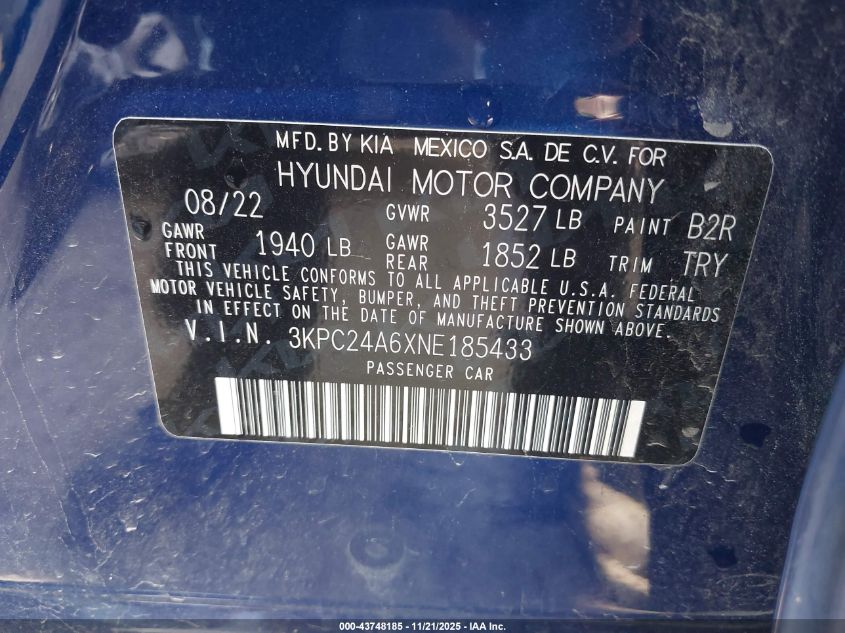 MFD. BY KIA MEXICO S.A. DE C.V. FOR
HYUNDAI MOTOR COMPANY
08/22 GVWR 3527 LB PAINT B2R
GAWR FRONT 1940 LB GAWR REAR 1852 LB TRIM TRY
THIS VEHICLE CONFORMS TO ALL APPLICABLE U.S.A. FEDERAL
MOTOR VEHICLE SAFETY, BUMPER, AND THEFT PREVENTION STANDARDS
IN EFFECT ON THE DATE OF MANUFACTURE SHOWN ABOVE.
V.I.N. 3KPC24A6XNE185433
PASSENGER CAR
000-43748185 - 11/21/2025 - IAA Inc.